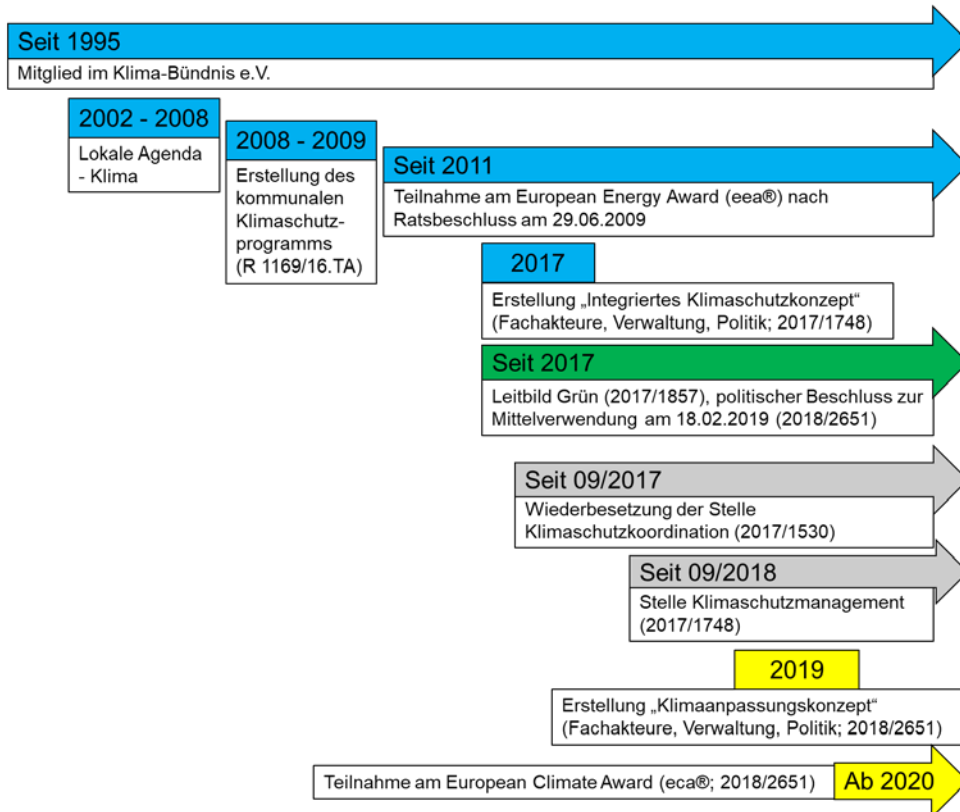 Seit 1995
Mitglied im Klima-Bündnis e.V.
2002 - 2008
Lokale Agenda
- Klima
2008 - 2009
Erstellung des
kommunalen
Klimaschutz-
programms
(R 1169/16.TA)
Seit 2011
Teilnahme am European Energy Award (eea®) nach
Ratsbeschluss am 29.06.2009
2017
Erstellung „Integriertes Klimaschutzkonzept“
(Fachakteure, Verwaltung, Politik; 2017/1748)
Seit 2017
Leitbild Grün (2017/1857), politischer Beschluss zur
Mittelverwendung am 18.02.2019 (2018/2651)
Seit 09/2017
Wiederbesetzung der Stelle
Klimaschutzkoordination (2017/1530)
Seit 09/2018
Stelle Klimaschutzmanagement
(2017/1748)
2019
Erstellung „Klimaanpassungskonzept“
(Fachakteure, Verwaltung, Politik; 2018/2651)
Teilnahme am European Climate Award (eca®; 2018/2651) Ab 2020